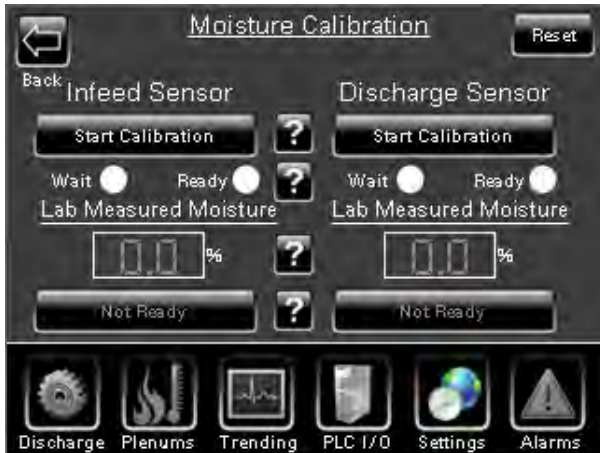 Moisture Calibration
Reset
Back
Infeed Sensor
Discharge Sensor
Start Calibration
?
Start Calibration
Wait
Ready
?
Wait
Ready
Lab Measured Moisture
Lab Measured Moisture
0.0 %
?
0.0 %
Not Ready
?
Not Ready
Discharge
Plenums
Trending
PLC I/O
Settings
Alarms